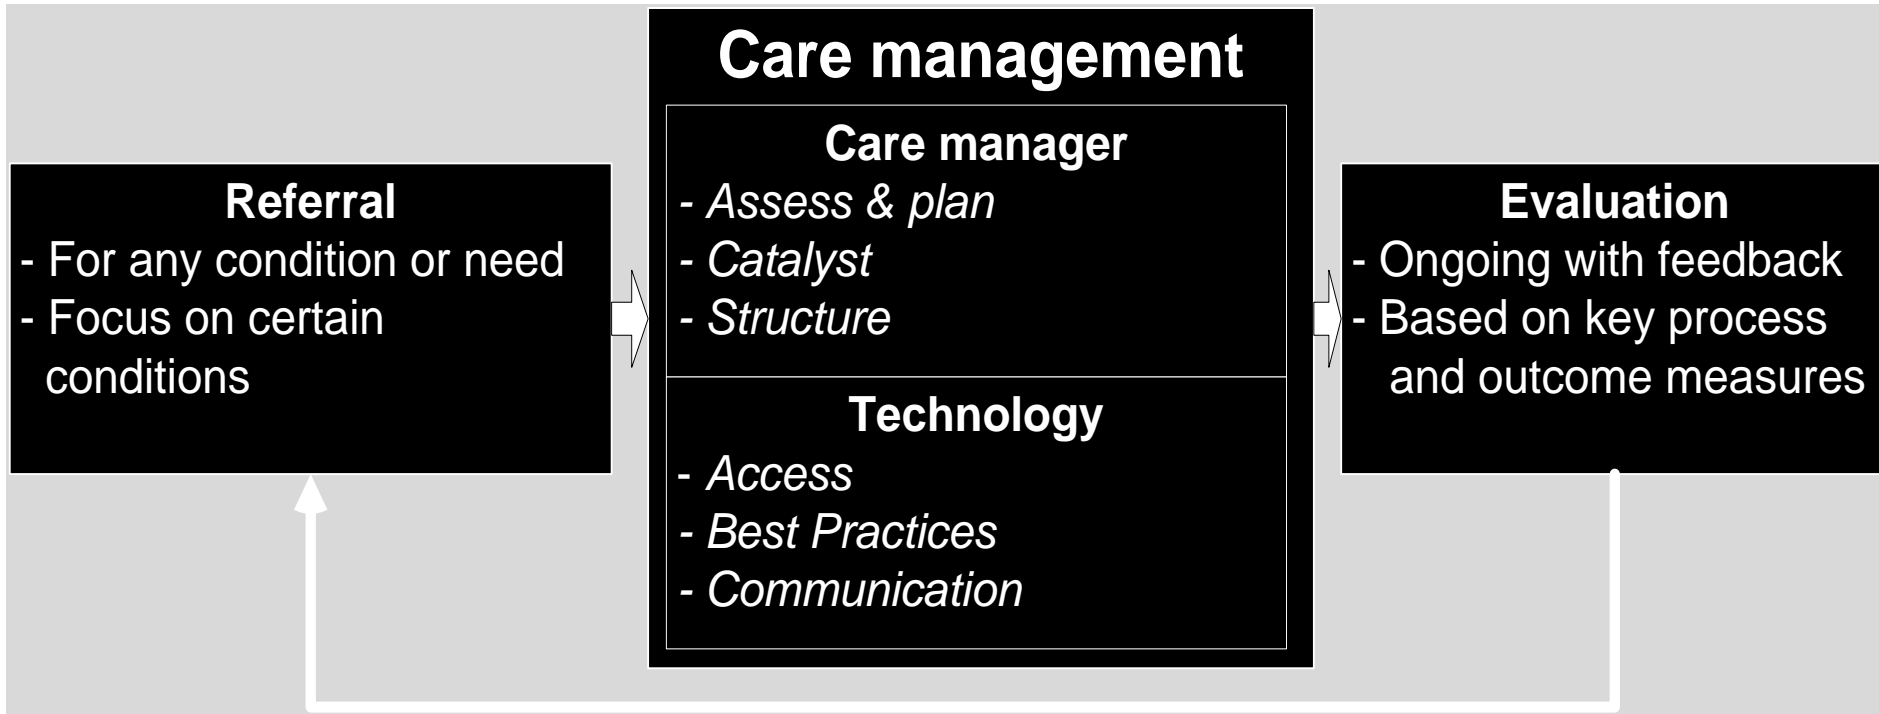 Care management
Referral
- For any condition or need
- Focus on certain
conditions
Care manager
- Assess & plan
- Catalyst
- Structure
Technology
- Access
- Best Practices
- Communication
Evaluation
- Ongoing with feedback
- Based on key process
and outcome measures